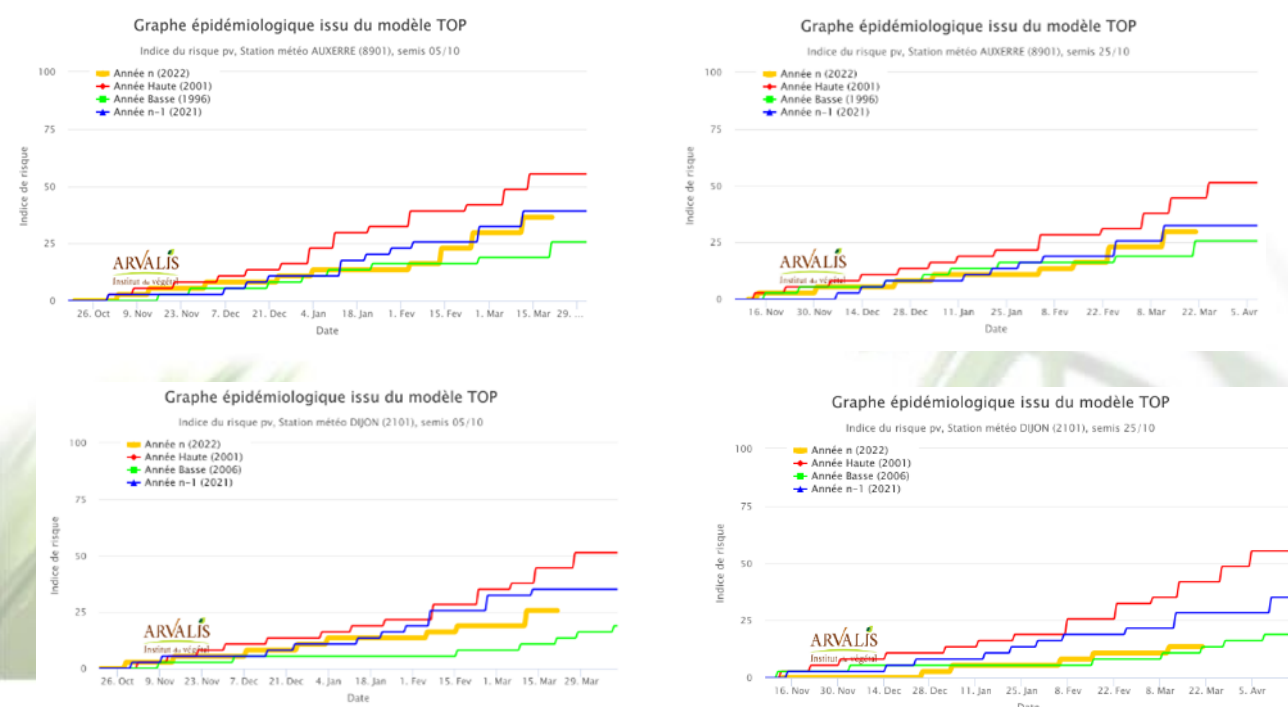 Graphe épidémiologique issu du modèle TOP
Indice du risque pv, Station météo AUXERRE (8901), semis 05/10
100
75
50
25
0
Indice de risque
Année n (2022)
Année Haute (2001)
Année Basse (1996)
Année n-1 (2021)
ARVALIS
Institut du végétal
26. Oct 9. Nov 23. Nov 7. Dec 21. Dec 4. Jan 18. Jan 1. Fev 15. Fev 1. Mar 15. Mar 29. ...
Date
Graphe épidémiologique issu du modèle TOP
Indice du risque pv, Station météo AUXERRE (8901), semis 25/10
100
75
50
25
0
Indice de risque
Année n (2022)
Année Haute (2001)
Année Basse (1996)
Année n-1 (2021)
ARVALIS
Institut du végétal
16. Nov 30. Nov 14. Dec 28. Dec 11. Jan 25. Jan 8. Fev 22. Fev 8. Mar 22. Mar 5. Avr
Date
Graphe épidémiologique issu du modèle TOP
Indice du risque pv, Station météo DIJON (2101), semis 05/10
100
75
50
25
0
Indice de risque
Année n (2022)
Année Haute (2001)
Année Basse (2006)
Année n-1 (2021)
ARVALIS
Institut du végétal
26. Oct 9. Nov 23. Nov 7. Dec 21. Dec 4. Jan 18. Jan 1. Fev 15. Fev 1. Mar 15. Mar 29. Mar
Date
Graphe épidémiologique issu du modèle TOP
Indice du risque pv, Station météo DIJON (2101), semis 25/10
100
75
50
25
0
Indice de risque
Année n (2022)
Année Haute (2001)
Année Basse (2006)
Année n-1 (2021)
ARVALIS
Institut du végétal
16. Nov 30. Nov 14. Dec 28. Dec 11. Jan 25. Jan 8. Fev 22. Fev 8. Mar 22. Mar 5. Avr
Date